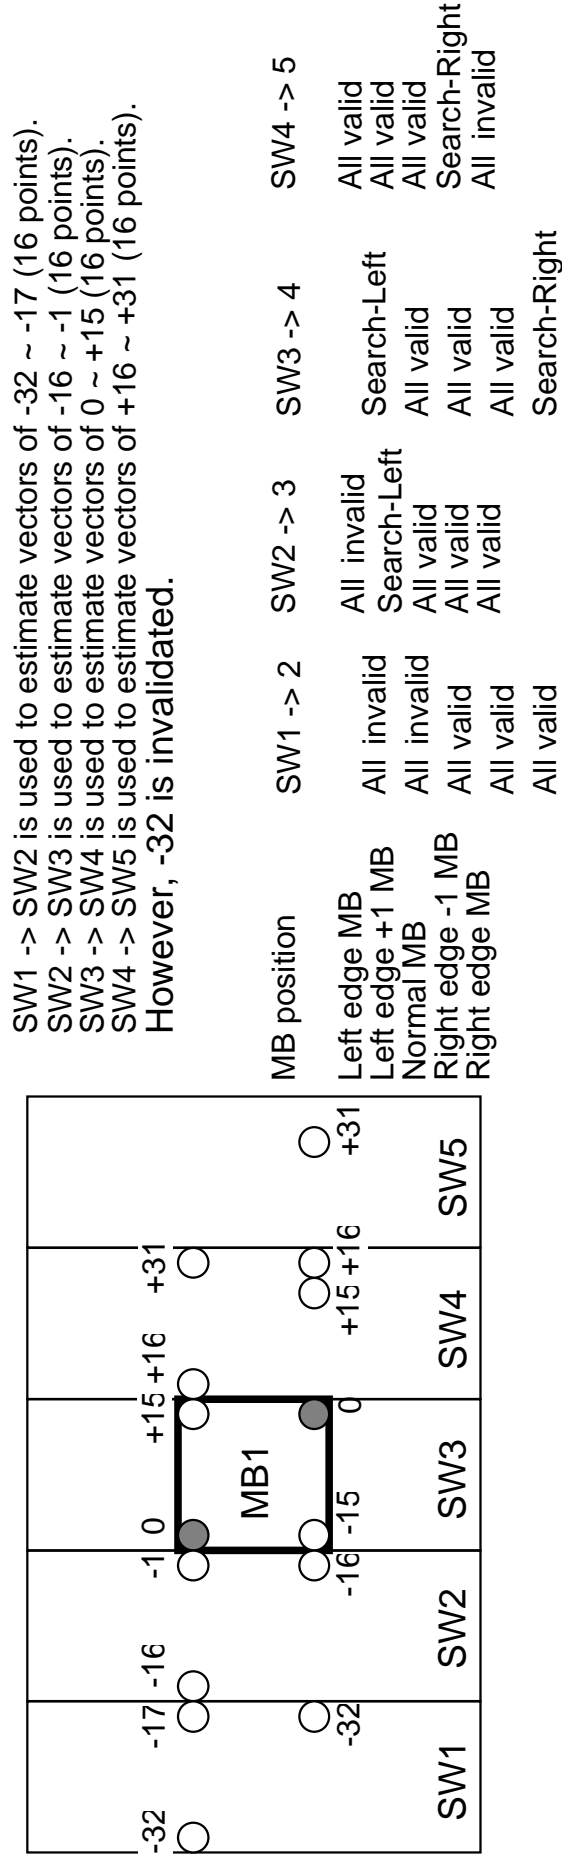 SW1 -> SW2 is used to estimate vectors of -32 ~ -17 (16 points).
SW2 -> SW3 is used to estimate vectors of -16 ~ -1 (16 points).
SW3 -> SW4 is used to estimate vectors of 0 ~ +15 (16 points).
SW4 -> SW5 is used to estimate vectors of +16 ~ +31 (16 points).
However, -32 is invalidated.
MB position SW1 -> 2 SW2 -> 3 SW3 -> 4 SW4 -> 5
Left edge MB All invalid All invalid Search-Left All valid
Left edge +1 MB All invalid Search-Left All valid All valid
Normal MB All valid All valid All valid All valid
Right edge -1 MB All valid All valid All valid Search-Right
Right edge MB All valid All valid Search-Right All invalid
-32 -17 -16 -1 0 +15 +16 +31
MB1
-32 -16 -15 0 +15 +16 +31
SW1 SW2 SW3 SW4 SW5